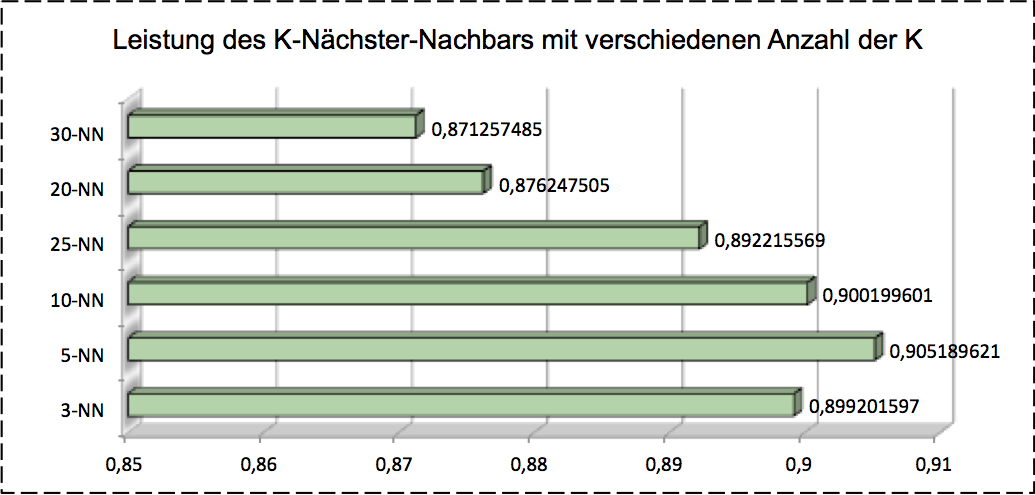 Leistung des K-Nächster-Nachbars mit verschiedenen Anzahl der K
30-NN 0,871257485
20-NN 0,876247505
25-NN 0,892215569
10-NN 0,900199601
5-NN 0,905189621
3-NN 0,899201597
0,85 0,86 0,87 0,88 0,89 0,9 0,91